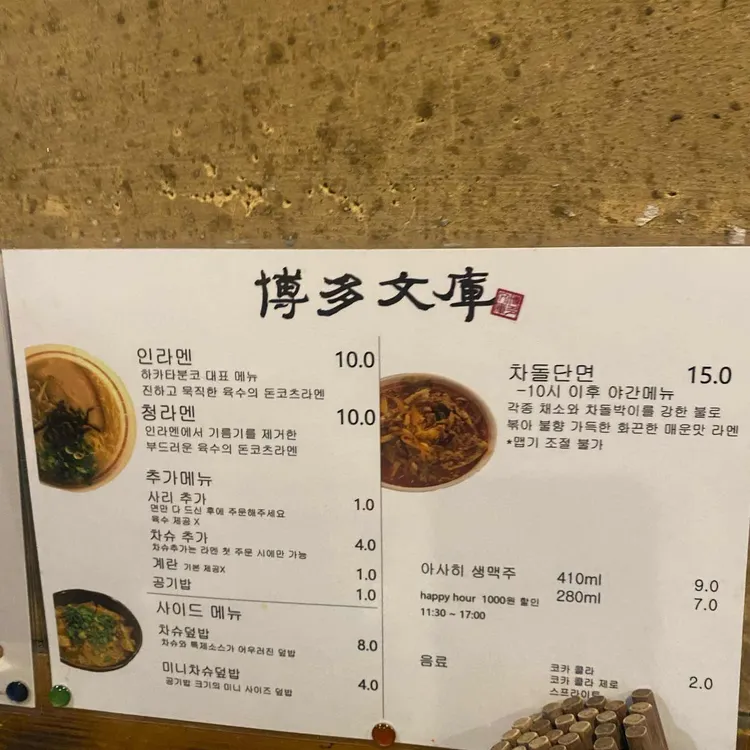 博多文庫
인라멘 10.0
하카타분코 대표 메뉴
진하고 묵직한 육수의 돈코츠라멘
청라멘 10.0
인라멘에서 기름기를 제거한
부드러운 육수의 돈코츠라멘
추가메뉴
사리 추가 1.0
면만 다 드신 후에 주문해주세요
육수 제공 X
차슈 추가 4.0
차슈추가는 라멘 첫 주문 시에만 가능
계란 기본 제공X 1.0
공기밥 1.0
사이드 메뉴
차슈덮밥 8.0
차슈와 특제소스가 어우러진 덮밥
미니차슈덮밥 4.0
공기밥 크기의 미니 사이즈 덮밥
차돌단면 15.0
-10시 이후 야간메뉴
각종 채소와 차돌박이를 강한 불로
볶아 불향 가득한 화끈한 매운맛 라멘
*맵기 조절 불가
아사히 생맥주 410ml 9.0
280ml 7.0
happy hour 1000원 할인
11:30 ~ 17:00
음료
코카 콜라
코카 콜라 제로 2.0
스프라이트